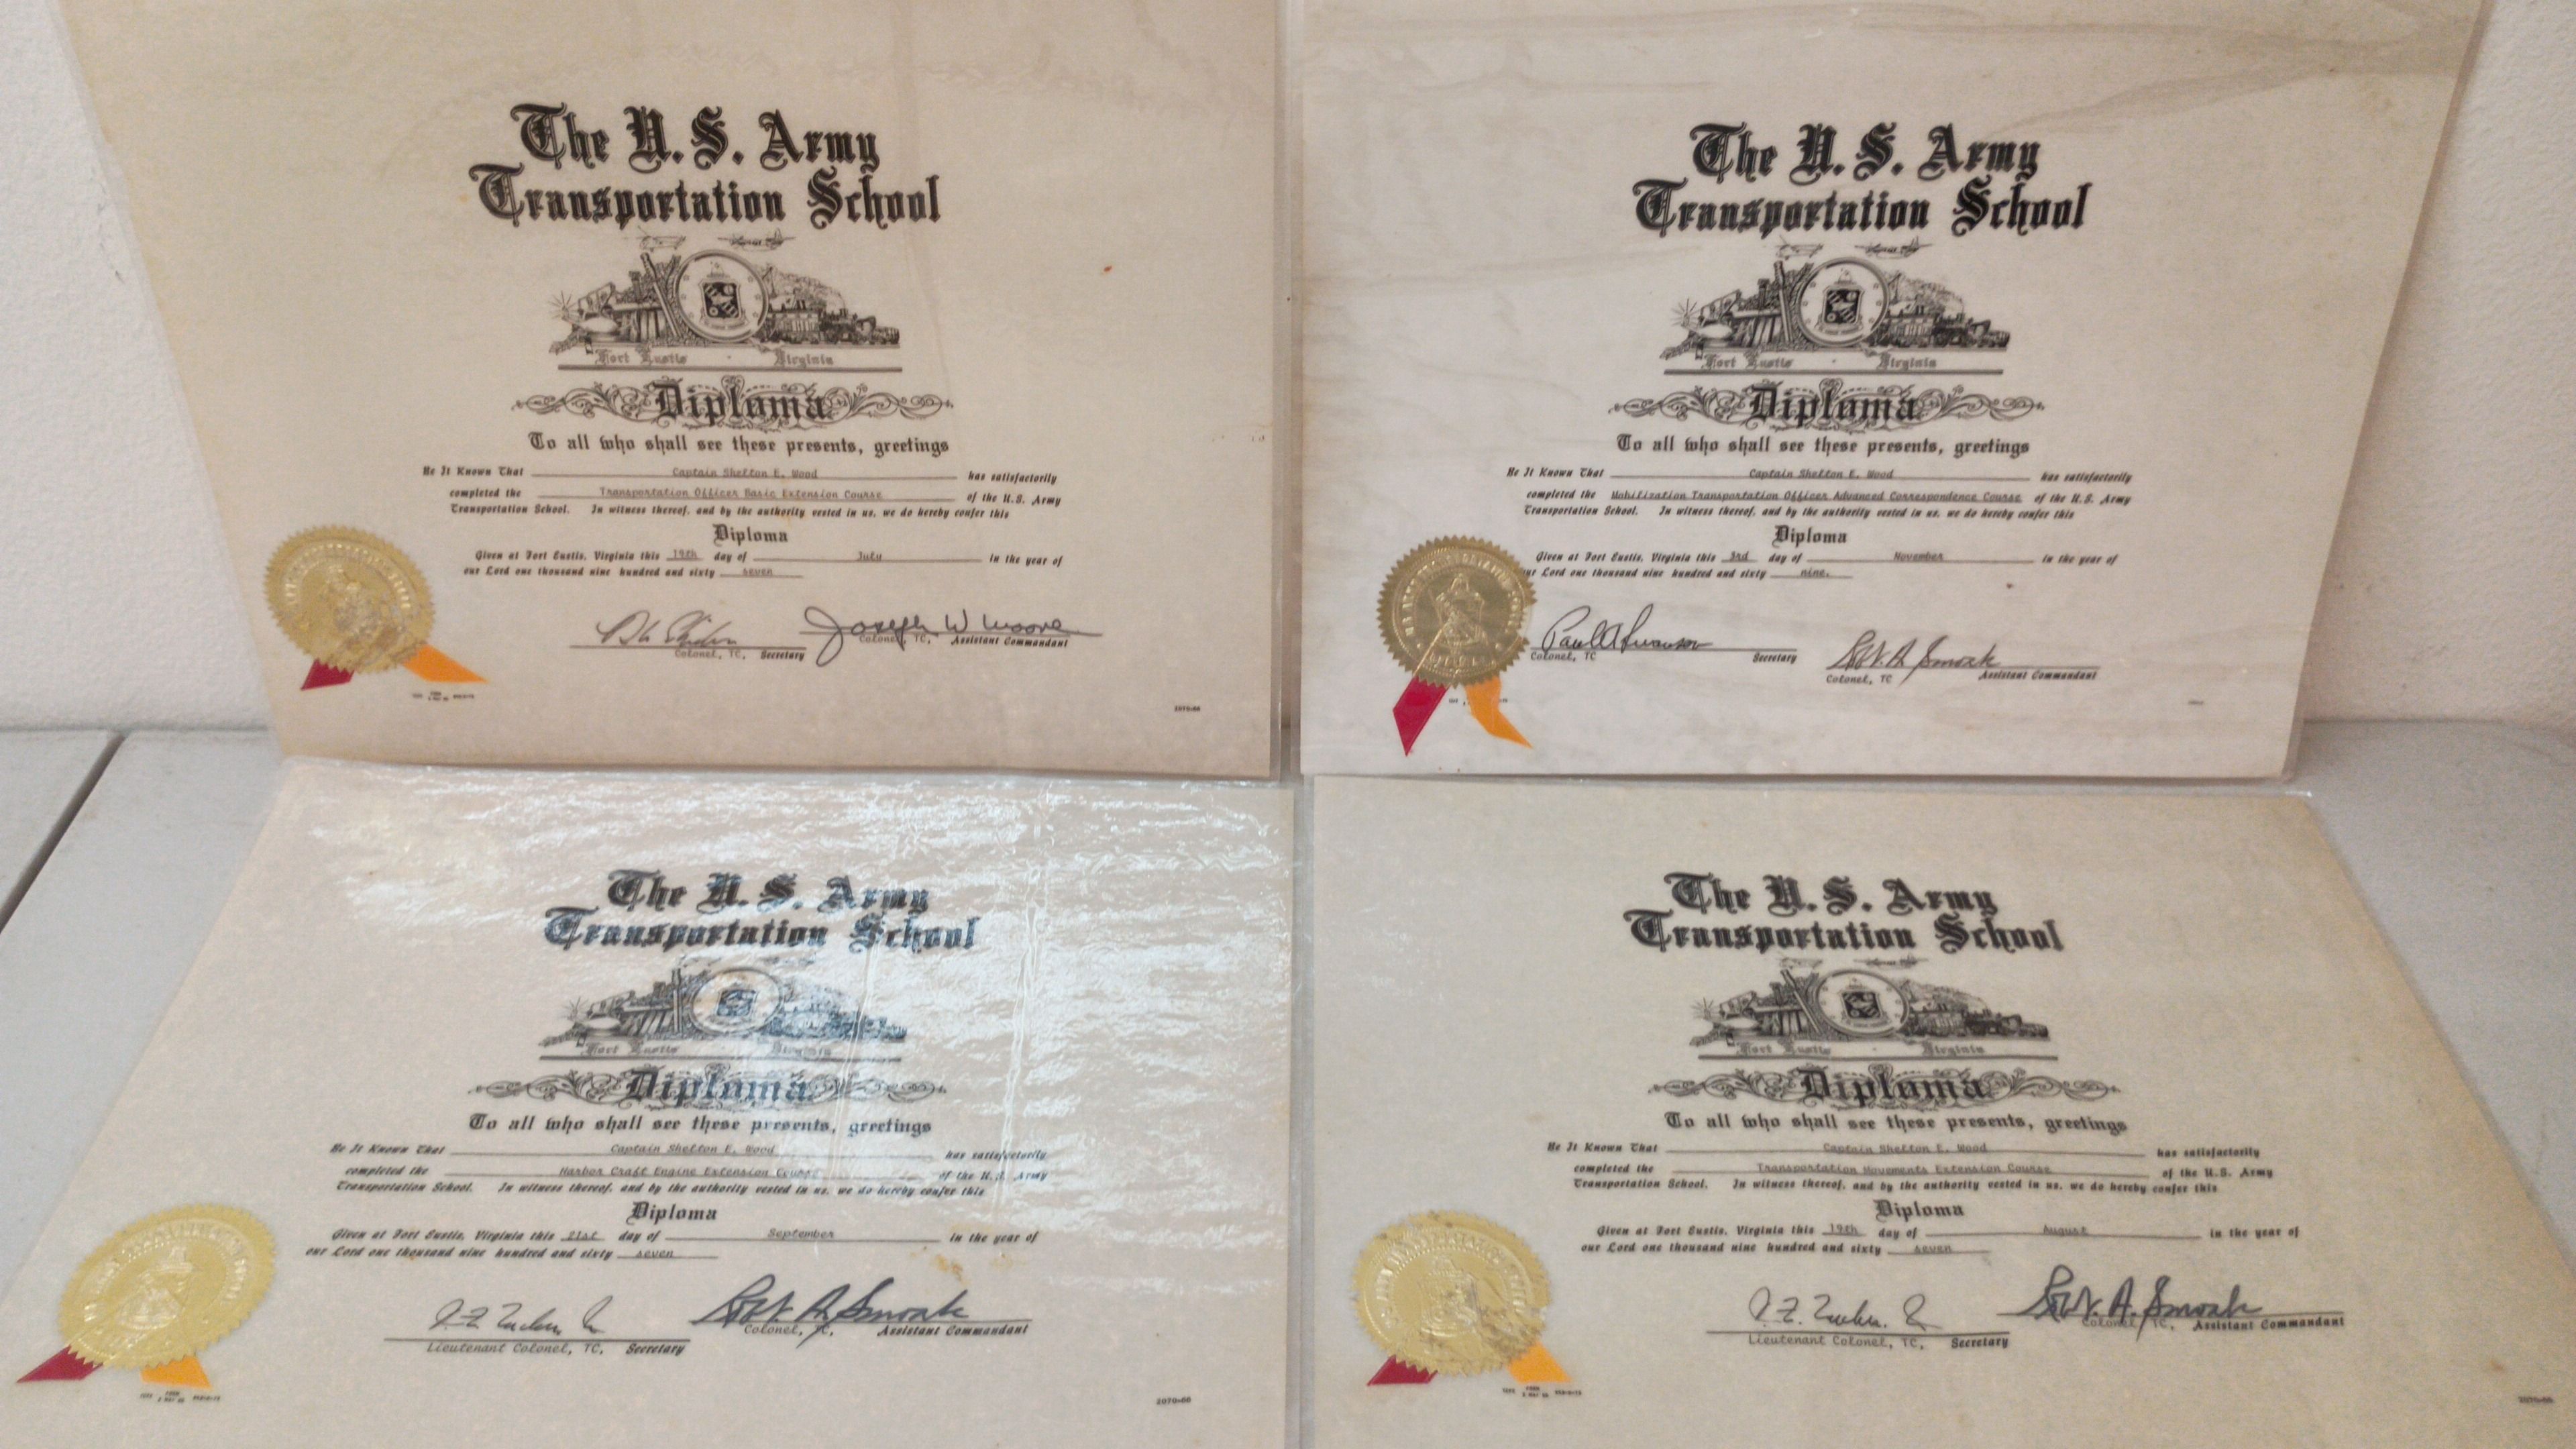 The U. S. Army
Transportation School
Fort Eustis Virginia
Diploma
To all who shall see these presents, greetings
Be It Known That Captain Shelton E. Wood has satisfactorily
completed the Transportation Officer Basic Extension Course of the U.S. Army
Transportation School. In witness thereof, and by the authority vested in us, we do hereby confer this
Diploma
Given at Fort Eustis, Virginia this 19th day of July in the year of
our Lord one thousand nine hundred and sixty seven
Joseph W Moore
Colonel, TC, Secretary
Colonel, TC, Assistant Commandant
2070-66
The U. S. Army
Transportation School
Fort Eustis Virginia
Diploma
To all who shall see these presents, greetings
Be It Known That Captain Shelton E. Wood has satisfactorily
completed the Mobilization Transportation Officer Advanced Correspondence Course of the U.S. Army
Transportation School. In witness thereof, and by the authority vested in us, we do hereby confer this
Diploma
Given at Fort Eustis, Virginia this 3rd day of November in the year of
our Lord one thousand nine hundred and sixty nine.
Paul A Swanson
Colonel, TC Secretary
Robt. A Smoak
Colonel, TC Assistant Commandant
The U. S. Army
Transportation School
Fort Eustis Virginia
Diploma
To all who shall see these presents, greetings
Be It Known That Captain Shelton E. Wood has satisfactorily
completed the Harbor Craft Engine Extension Course of the U.S. Army
Transportation School. In witness thereof, and by the authority vested in us, we do hereby confer this
Diploma
Given at Fort Eustis, Virginia this 21st day of September in the year of
our Lord one thousand nine hundred and sixty seven
Robt. A Smoak
Lieutenant Colonel, TC, Secretary
Colonel, TC, Assistant Commandant
2070-66
The U. S. Army
Transportation School
Fort Eustis Virginia
Diploma
To all who shall see these presents, greetings
Be It Known That Captain Shelton E. Wood has satisfactorily
completed the Transportation Movements Extension Course of the U.S. Army
Transportation School. In witness thereof, and by the authority vested in us, we do hereby confer this
Diploma
Given at Fort Eustis, Virginia this 19th day of August in the year of
our Lord one thousand nine hundred and sixty seven
Robt. A. Smoak
Lieutenant Colonel, TC, Secretary
Colonel, TC, Assistant Commandant